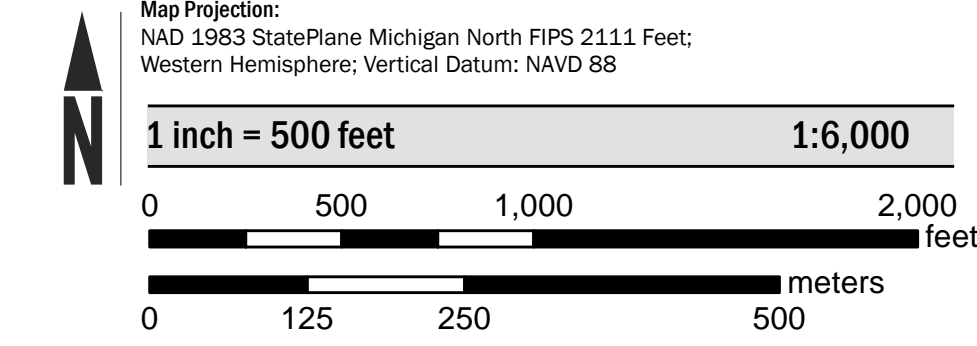 Map Projection:
NAD 1983 StatePlane Michigan North FIPS 2111 Feet;
Western Hemisphere; Vertical Datum: NAVD 88
N
1 inch = 500 feet 1:6,000
0 500 1,000 2,000
feet
meters
0 125 250 500